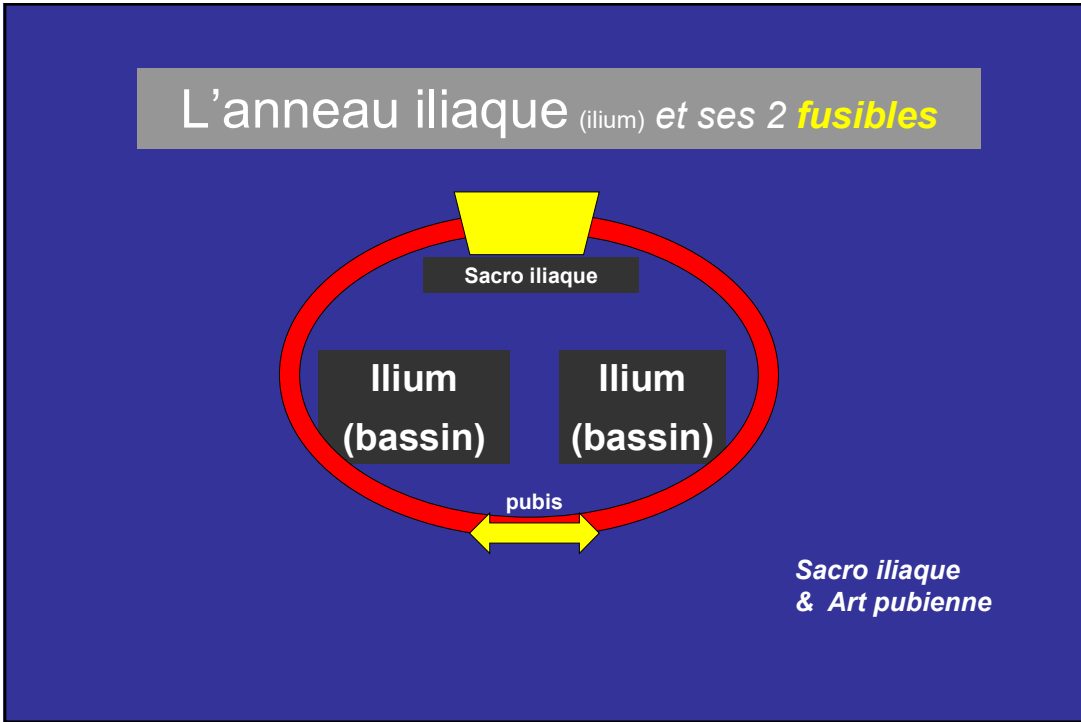 L’anneau iliaque (ilium) et ses 2 fusibles
Sacro iliaque
Ilium
(bassin)
Ilium
(bassin)
pubis
Sacro iliaque
& Art pubienne